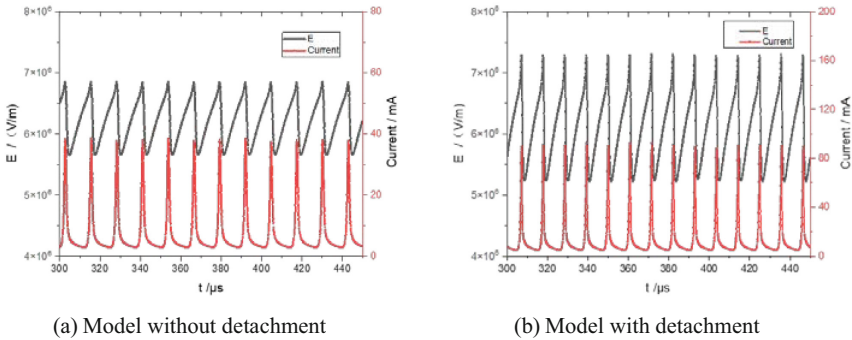 8×10⁶
7×10⁶
6×10⁶
5×10⁶
4×10⁶
E / (V/m)
E
Current
80
60
40
20
0
Current / mA
300 320 340 360 380 400 420 440
t /μs
(a) Model without detachment
8×10⁶
7×10⁶
6×10⁶
5×10⁶
4×10⁶
E / (V/m)
E
Current
200
160
120
80
40
0
Current / mA
300 320 340 360 380 400 420 440
t /μs
(b) Model with detachment